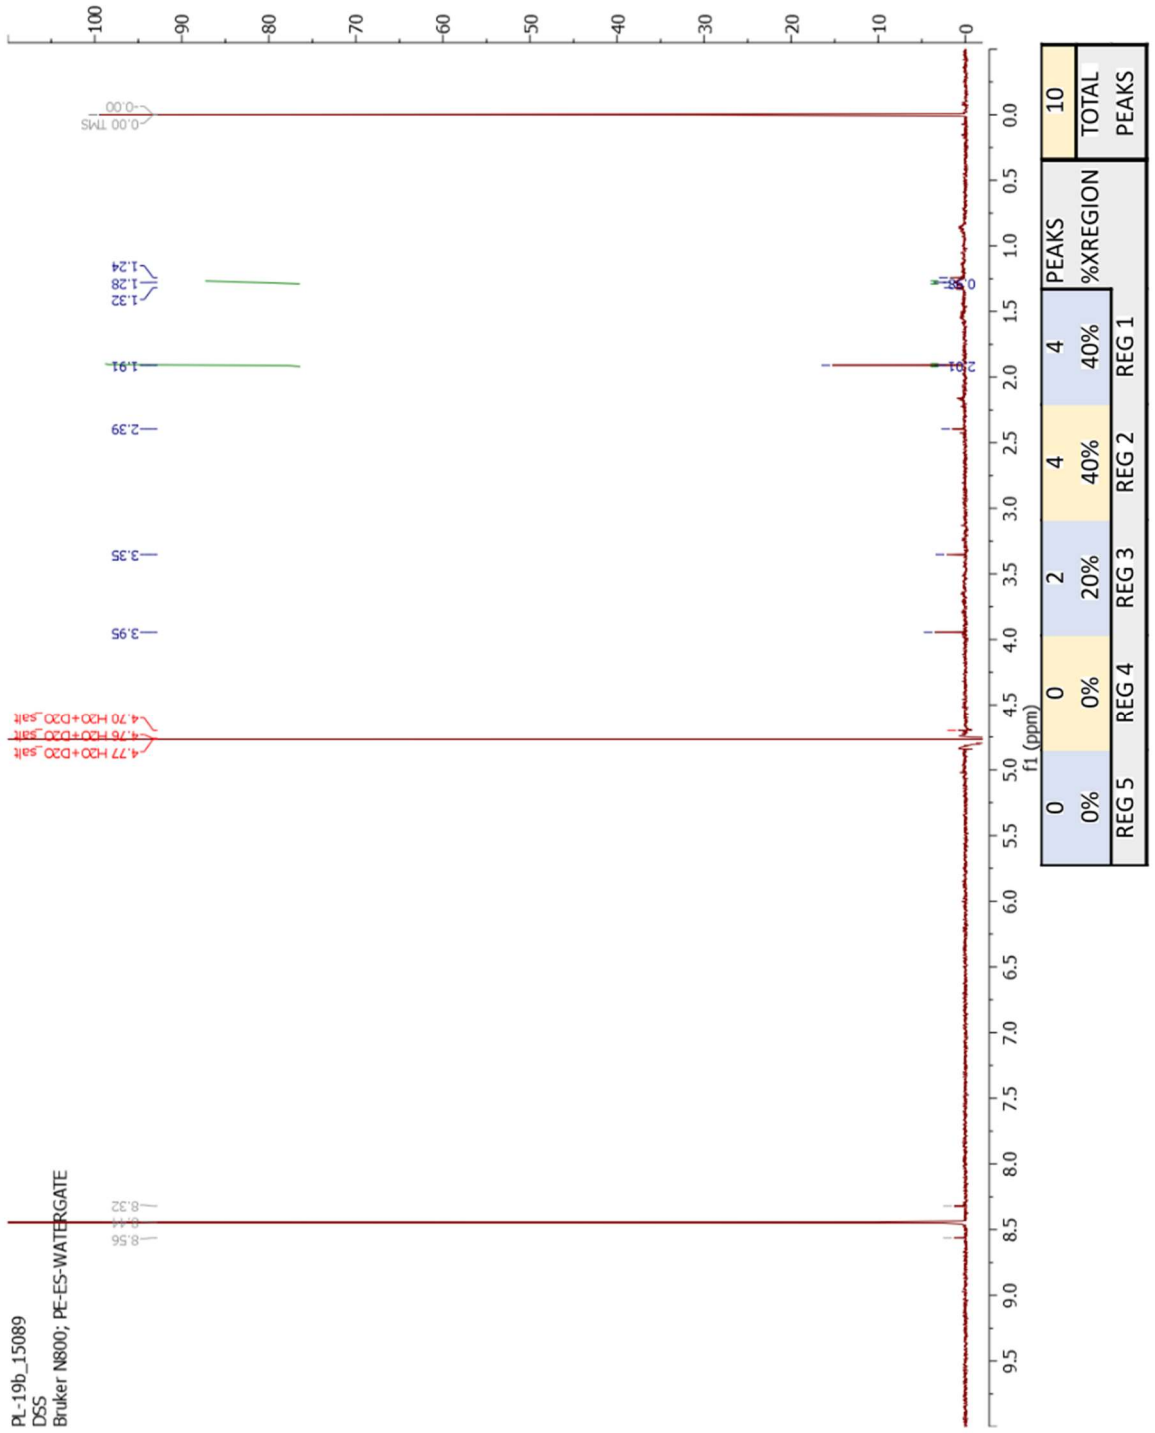 PL-19b_15089
DSS
Bruker N800; PE-ES-WATERGATE
8.56
8.32
4.77 H2O+D2O_salt
4.76 H2O+D2O_salt
4.70 H2O+D2O_salt
3.95
3.35
2.39
1.91
1.32
1.28
1.24
0.00 TMS
-0.00
100
90
80
70
60
50
40
30
20
10
0
9.5 9.0 8.5 8.0 7.5 7.0 6.5 6.0 5.5 5.0 4.5 4.0 3.5 3.0 2.5 2.0 1.5 1.0 0.5 0.0
f1 (ppm)
0 0 2 4 4 PEAKS 10
0% 0% 20% 40% 40% %XREGION TOTAL
REG 5 REG 4 REG 3 REG 2 REG 1 PEAKS